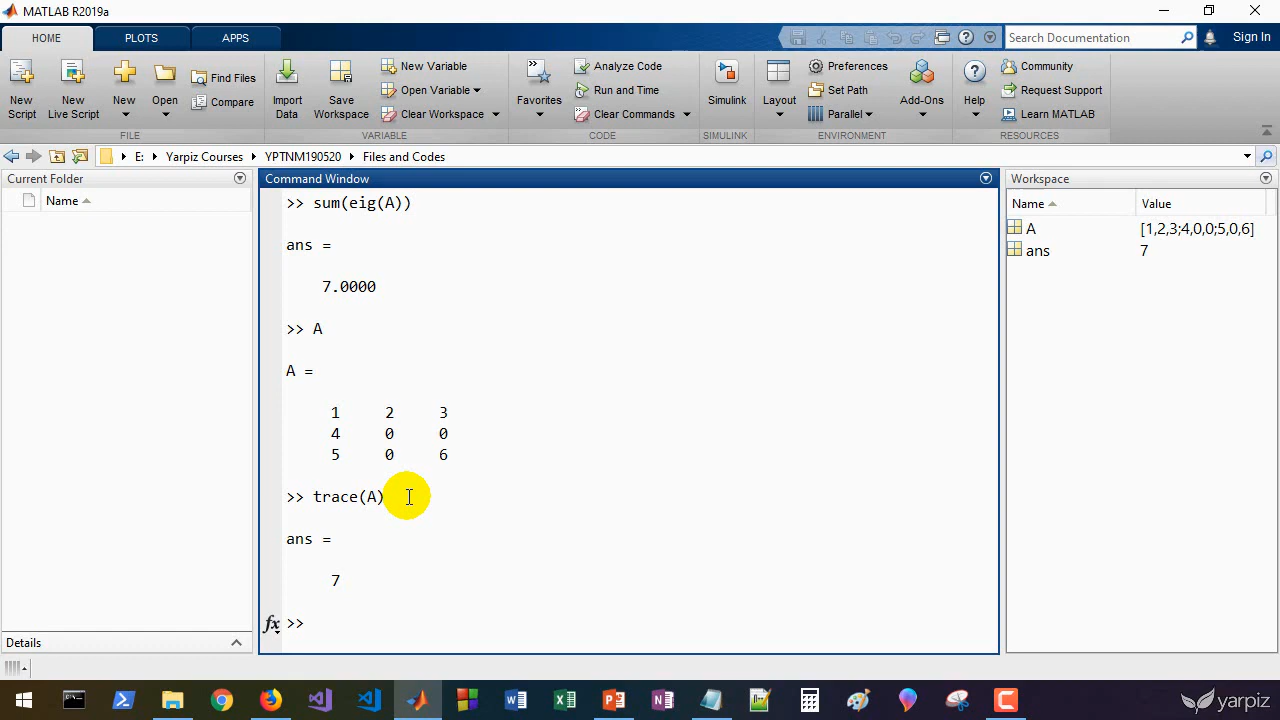 MATLAB R2019a
HOME PLOTS APPS Search Documentation Sign In
New Script New Live Script New Open Find Files Compare Import Data Save Workspace New Variable Open Variable Clear Workspace Favorites Analyze Code Run and Time Clear Commands Simulink Layout Preferences Set Path Parallel Add-Ons Help Community Request Support Learn MATLAB
FILE VARIABLE CODE SIMULINK ENVIRONMENT RESOURCES
E: Yarpiz Courses YPTNM190520 Files and Codes
Current Folder
Name
Details
Command Window
>> sum(eig(A))
ans =
7.0000
>> A
A =
1 2 3
4 0 0
5 0 6
>> trace(A)
ans =
7
fx >>
Workspace
Name Value
A [1,2,3;4,0,0;5,0,6]
ans 7
yarpiz